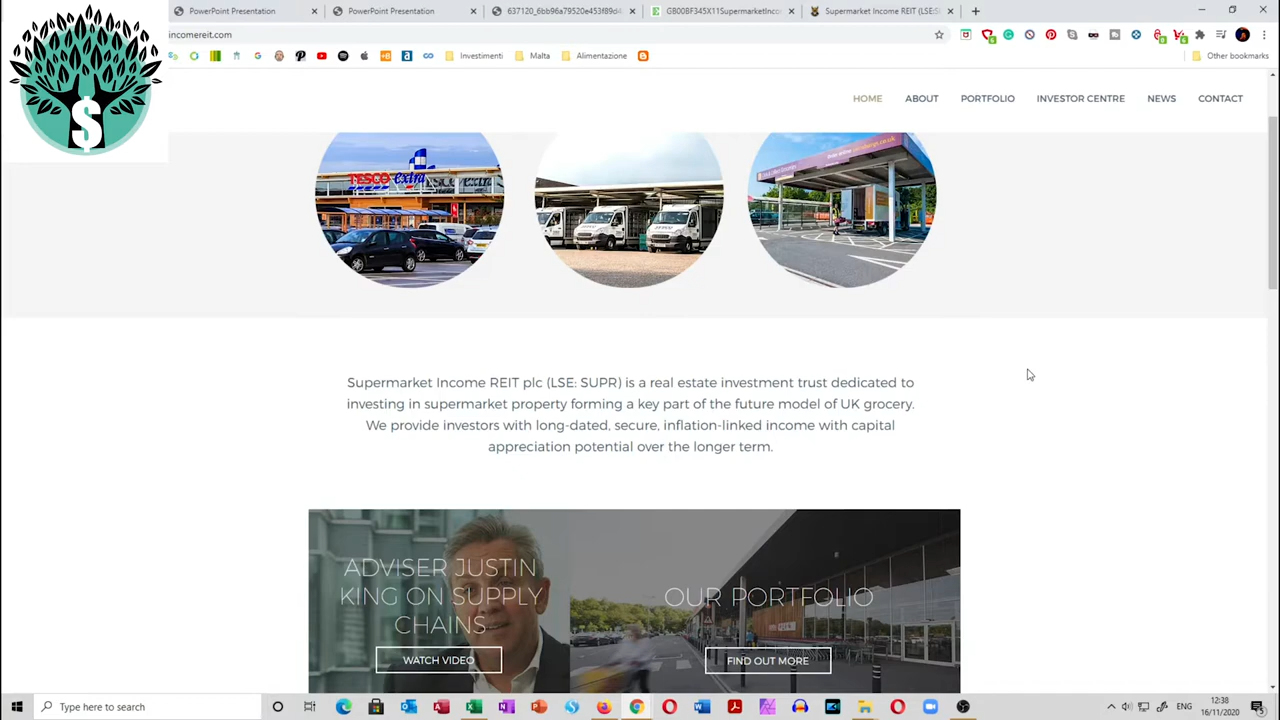 PowerPoint Presentation
PowerPoint Presentation
637120_6bb96a79520e453f89d4
GB00BF345X11SupermarketInco
Supermarket Income REIT (LSE:S
incomereit.com
Investimenti
Malta
Alimentazione
Other bookmarks
$
HOME
ABOUT
PORTFOLIO
INVESTOR CENTRE
NEWS
CONTACT
TESCO extra
Supermarket Income REIT plc (LSE: SUPR) is a real estate investment trust dedicated to
investing in supermarket property forming a key part of the future model of UK grocery.
We provide investors with long-dated, secure, inflation-linked income with capital
appreciation potential over the longer term.
ADVISER JUSTIN
KING ON SUPPLY
CHAINS
WATCH VIDEO
OUR PORTFOLIO
FIND OUT MORE
Type here to search
ENG
12:38
16/11/2020